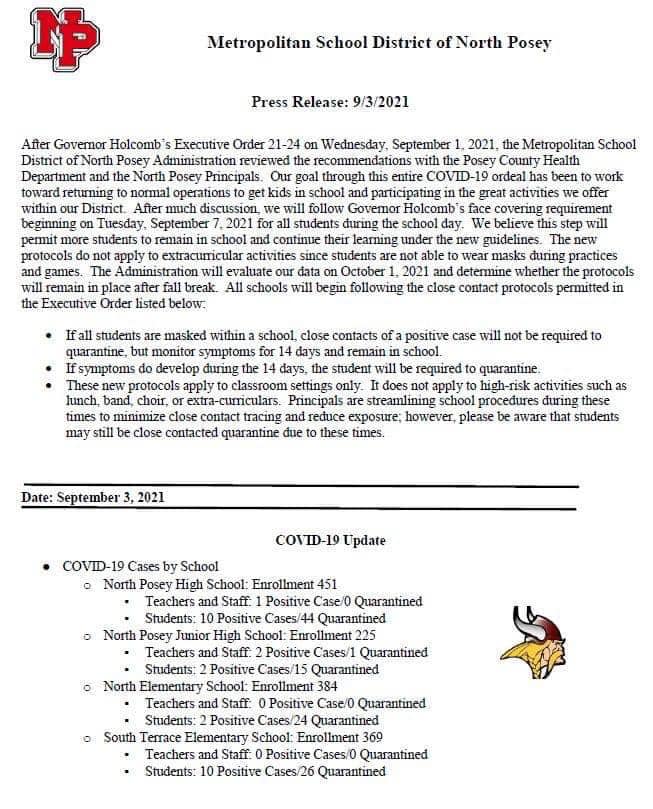 NP
Metropolitan School District of North Posey
Press Release: 9/3/2021
After Governor Holcomb's Executive Order 21-24 on Wednesday, September 1, 2021, the Metropolitan School
District of North Posey Administration reviewed the recommendations with the Posey County Health
Department and the North Posey Principals. Our goal through this entire COVID-19 ordeal has been to work
toward returning to normal operations to get kids in school and participating in the great activities we offer
within our District. After much discussion, we will follow Governor Holcomb's face covering requirement
beginning on Tuesday, September 7, 2021 for all students during the school day. We believe this step will
permit more students to remain in school and continue their learning under the new guidelines. The new
protocols do not apply to extracurricular activities since students are not able to wear masks during practices
and games. The Administration will evaluate our data on October 1, 2021 and determine whether the protocols
will remain in place after fall break. All schools will begin following the close contact protocols permitted in
the Executive Order listed below:
• If all students are masked within a school, close contacts of a positive case will not be required to
quarantine, but monitor symptoms for 14 days and remain in school.
• If symptoms do develop during the 14 days, the student will be required to quarantine.
• These new protocols apply to classroom settings only. It does not apply to high-risk activities such as
lunch, band, choir, or extra-curriculars. Principals are streamlining school procedures during these
times to minimize close contact tracing and reduce exposure; however, please be aware that students
may still be close contacted quarantine due to these times.
Date: September 3, 2021
COVID-19 Update
• COVID-19 Cases by School
o North Posey High School: Enrollment 451
▪ Teachers and Staff: 1 Positive Case/0 Quarantined
▪ Students: 10 Positive Cases/44 Quarantined
o North Posey Junior High School: Enrollment 225
▪ Teachers and Staff: 2 Positive Cases/1 Quarantined
▪ Students: 2 Positive Cases/15 Quarantined
o North Elementary School: Enrollment 384
▪ Teachers and Staff: 0 Positive Case/0 Quarantined
▪ Students: 2 Positive Cases/24 Quarantined
o South Terrace Elementary School: Enrollment 369
▪ Teachers and Staff: 0 Positive Cases/0 Quarantined
▪ Students: 10 Positive Cases/26 Quarantined